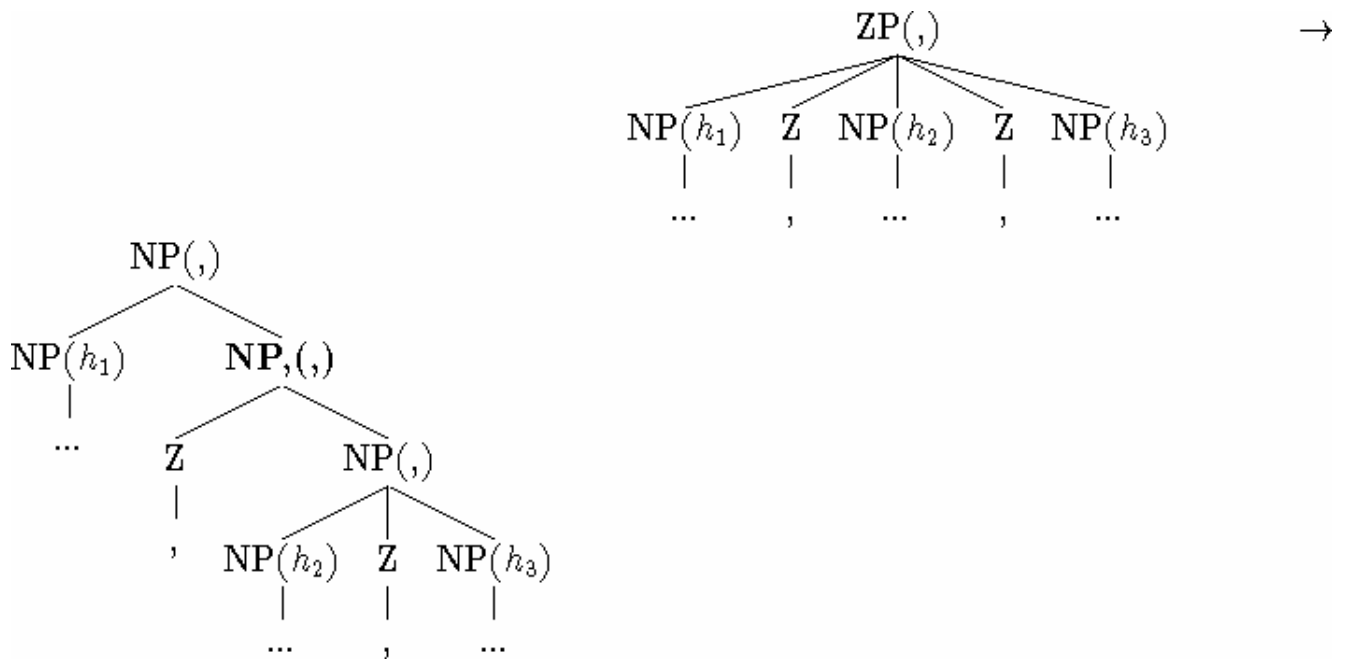 ZP(,) →
NP(h₁) Z NP(h₂) Z NP(h₃)
... , ... , ...
NP(,)
NP(h₁) NP,(,)
... Z NP(,)
, NP(h₂) Z NP(h₃)
... , ...